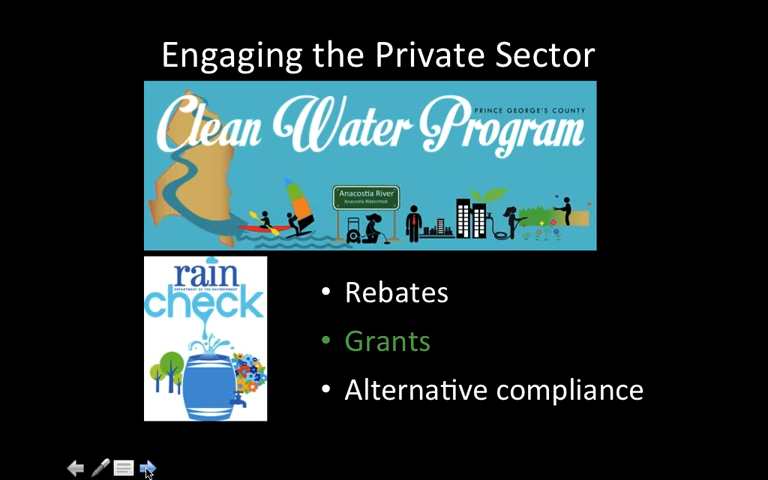 Engaging the Private Sector
PRINCE GEORGE'S COUNTY
Clean Water Program
Anacostia River
Anacostia Watershed
rain
DEPARTMENT OF THE ENVIRONMENT
check
• Rebates
• Grants
• Alternative compliance